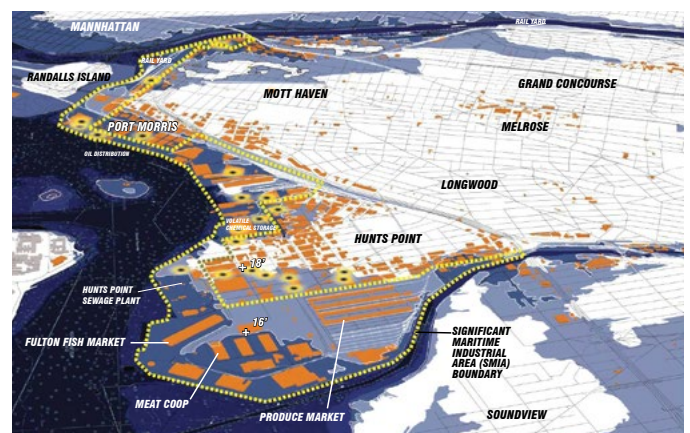 MANNHATTAN
RAIL YARD
RAIL YARD
RANDALLS ISLAND
GRAND CONCOURSE
MOTT HAVEN
PORT MORRIS
MELROSE
OIL DISTRIBUTION
LONGWOOD
VOLATILE
CHEMICAL STORAGE
HUNTS POINT
18'
HUNTS POINT
SEWAGE PLANT
16'
FULTON FISH MARKET
SIGNIFICANT
MARITIME
INDUSTRIAL
AREA (SMIA)
BOUNDARY
MEAT COOP
PRODUCE MARKET
SOUNDVIEW